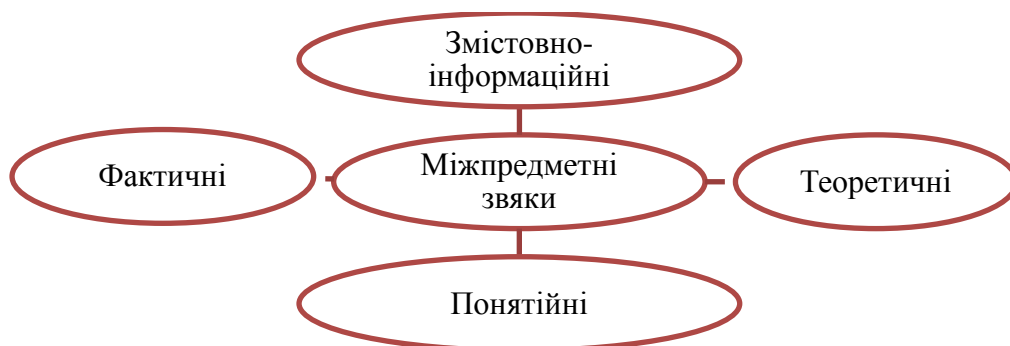 Змістовно-
інформаційні
Фактичні
Міжпредметні
звяки
Теоретичні
Понятійні